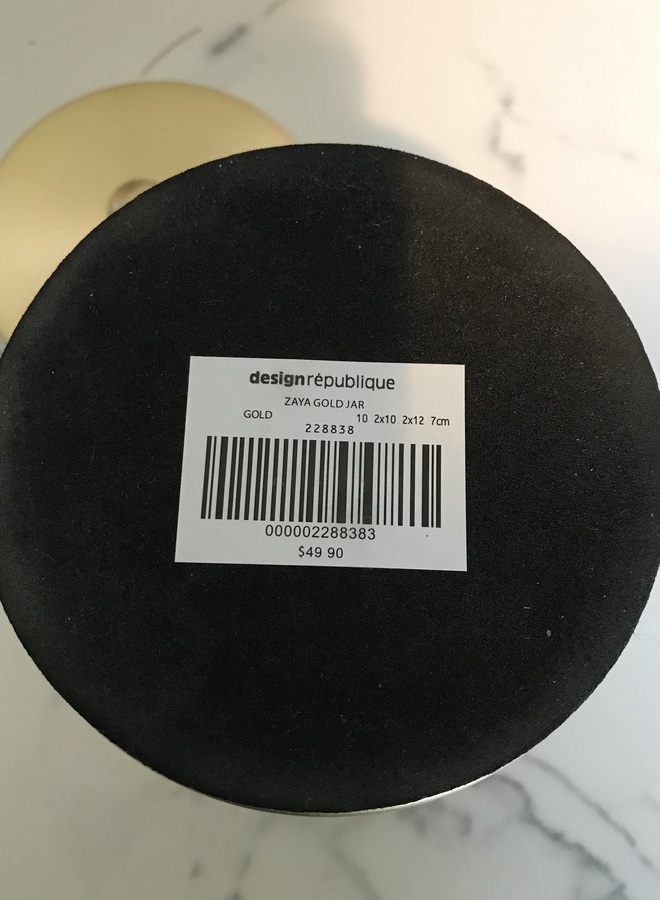 designrépublique
ZAYA GOLD JAR
GOLD 10 2x10 2x12 7cm
228838
000002288383
$49 90